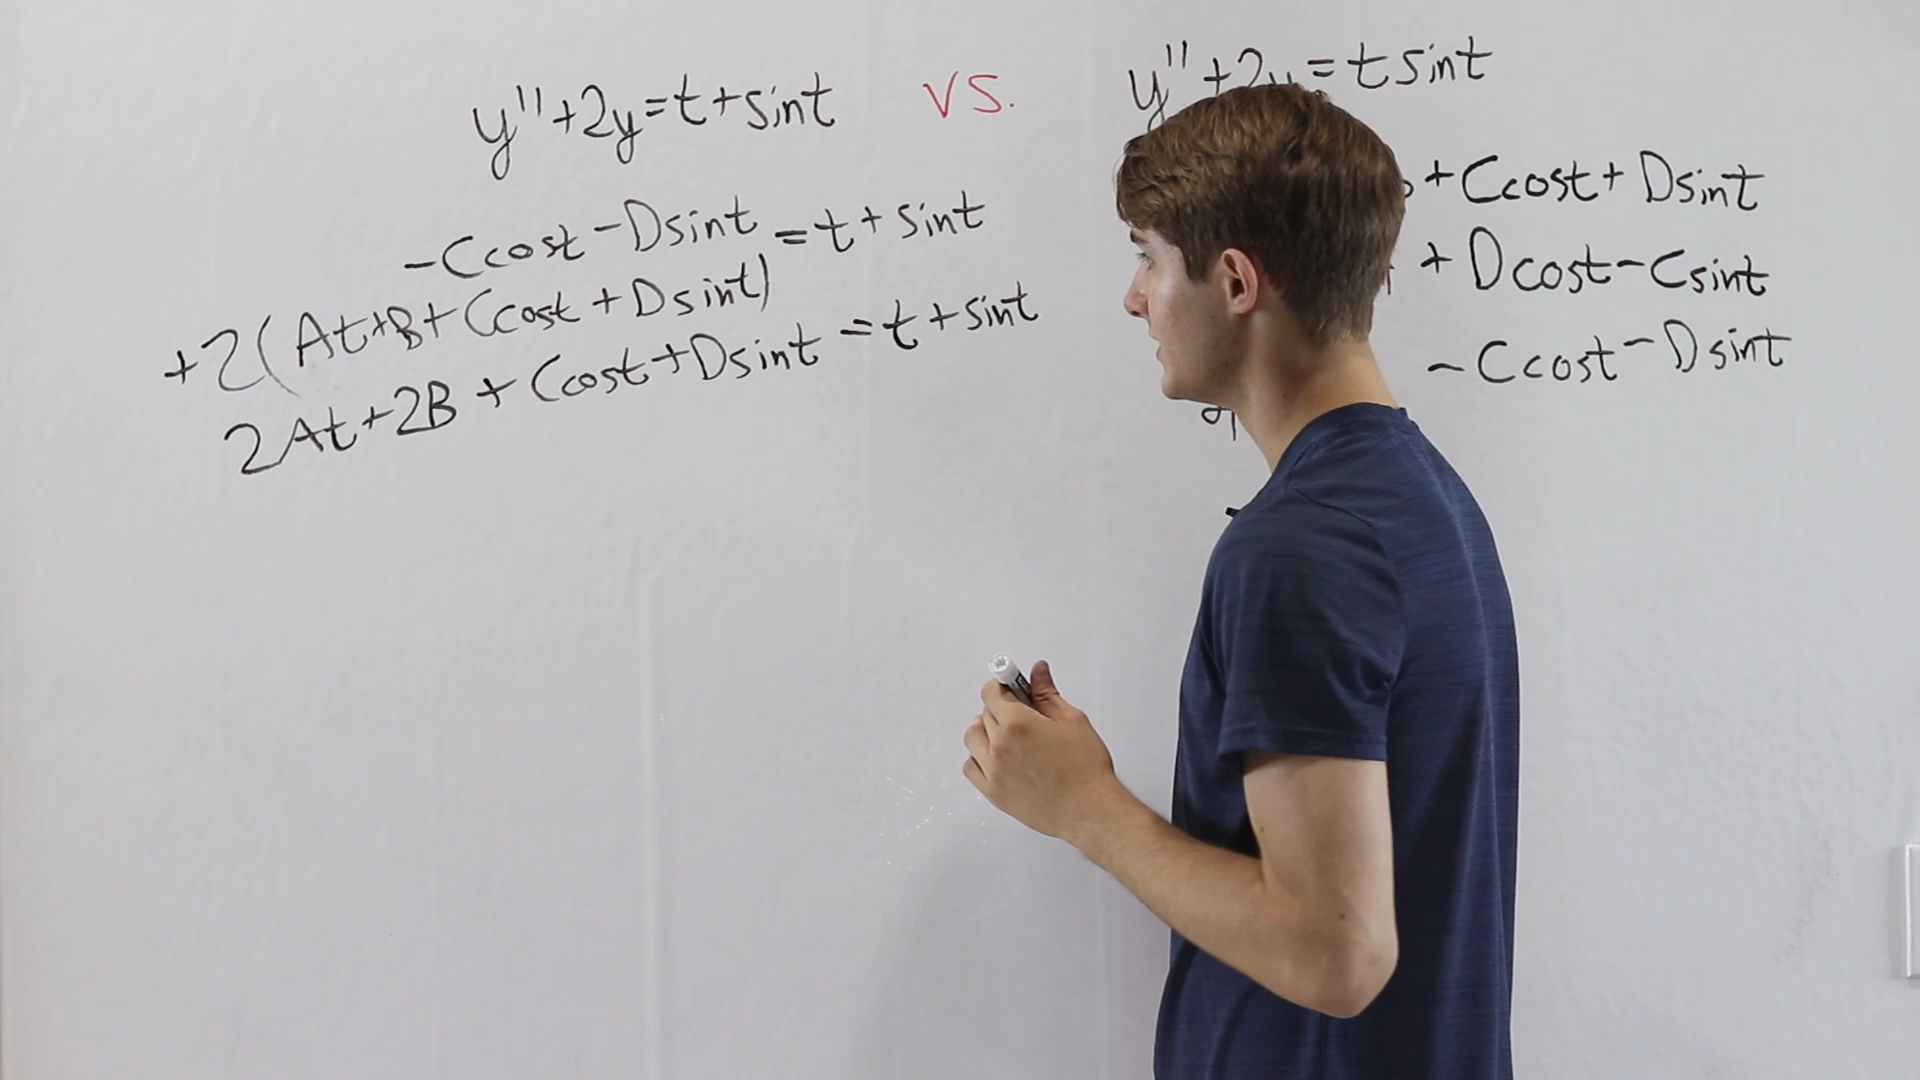 y''+2y=t+sint
VS.
y''+2y=tsint
-Ccost-Dsint=t+sint
+2(At+B+Ccost+Dsint)
2At+2B+Ccost+Dsint=t+sint
+Ccost+Dsint
+Dcost-Csint
-Ccost-Dsint